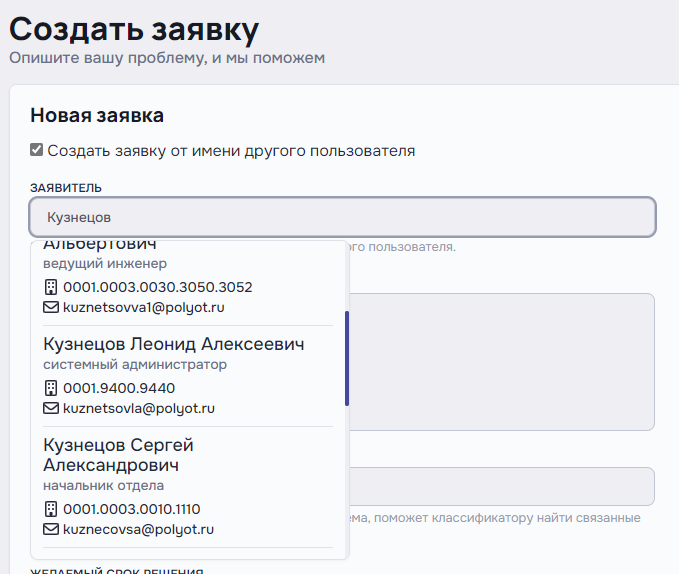 Создать заявку
Опишите вашу проблему, и мы поможем
Новая заявка
Создать заявку от имени другого пользователя
ЗАЯВИТЕЛЬ
Кузнецов
Альбертович
ого пользователя.
ведущий инженер
0001.0003.0030.3050.3052
kuznetsovva1@polyot.ru
Кузнецов Леонид Алексеевич
системный администратор
0001.9400.9440
kuznetsovla@polyot.ru
Кузнецов Сергей
Александрович
начальник отдела
0001.0003.0010.1110
ема, поможет классификатору найти связанные
kuznecovsa@polyot.ru
ЖЕЛАЕМЫЙ СРОК РЕШЕНИЯ